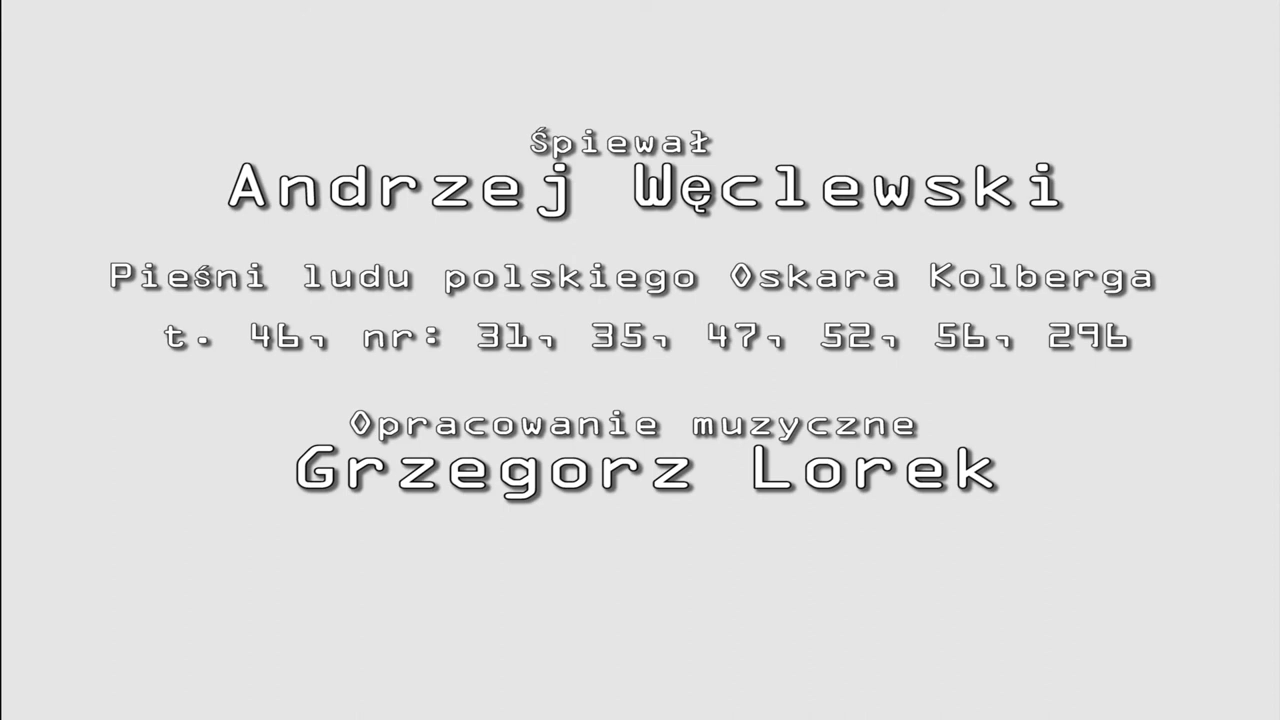 Śpiewał
Andrzej Węclewski
Pieśni ludu polskiego Oskara Kolberga
t. 46, nr: 31, 35, 47, 52, 56, 296
Opracowanie muzyczne
Grzegorz Lorek